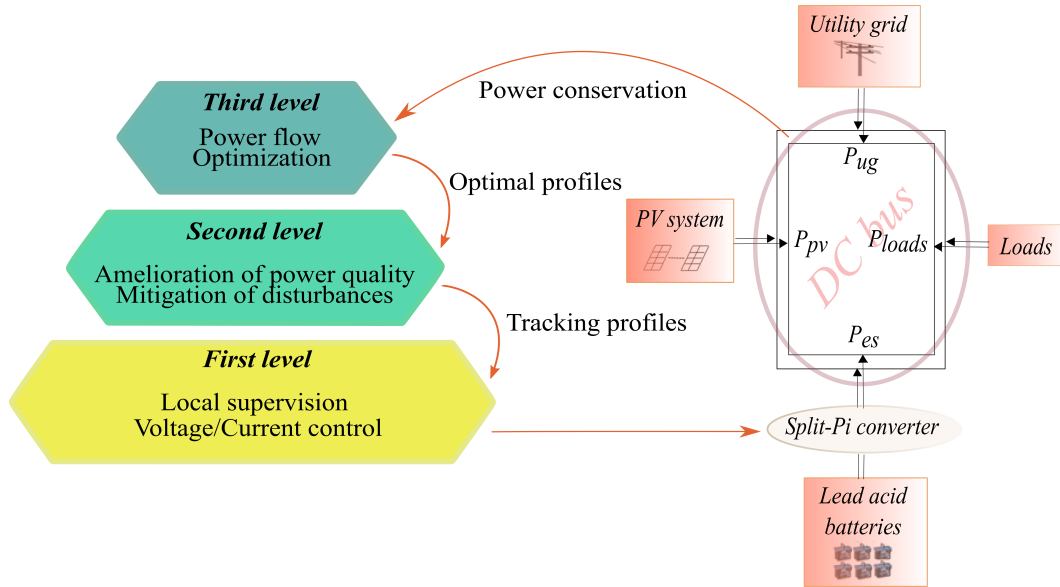 Third level
Power flow
Optimization
Second level
Amelioration of power quality
Mitigation of disturbances
First level
Local supervision
Voltage/Current control
Power conservation
Optimal profiles
Tracking profiles
Utility grid
P_ug
PV system
P_pv
DC bus
P_loads
Loads
P_es
Split-Pi converter
Lead acid
batteries